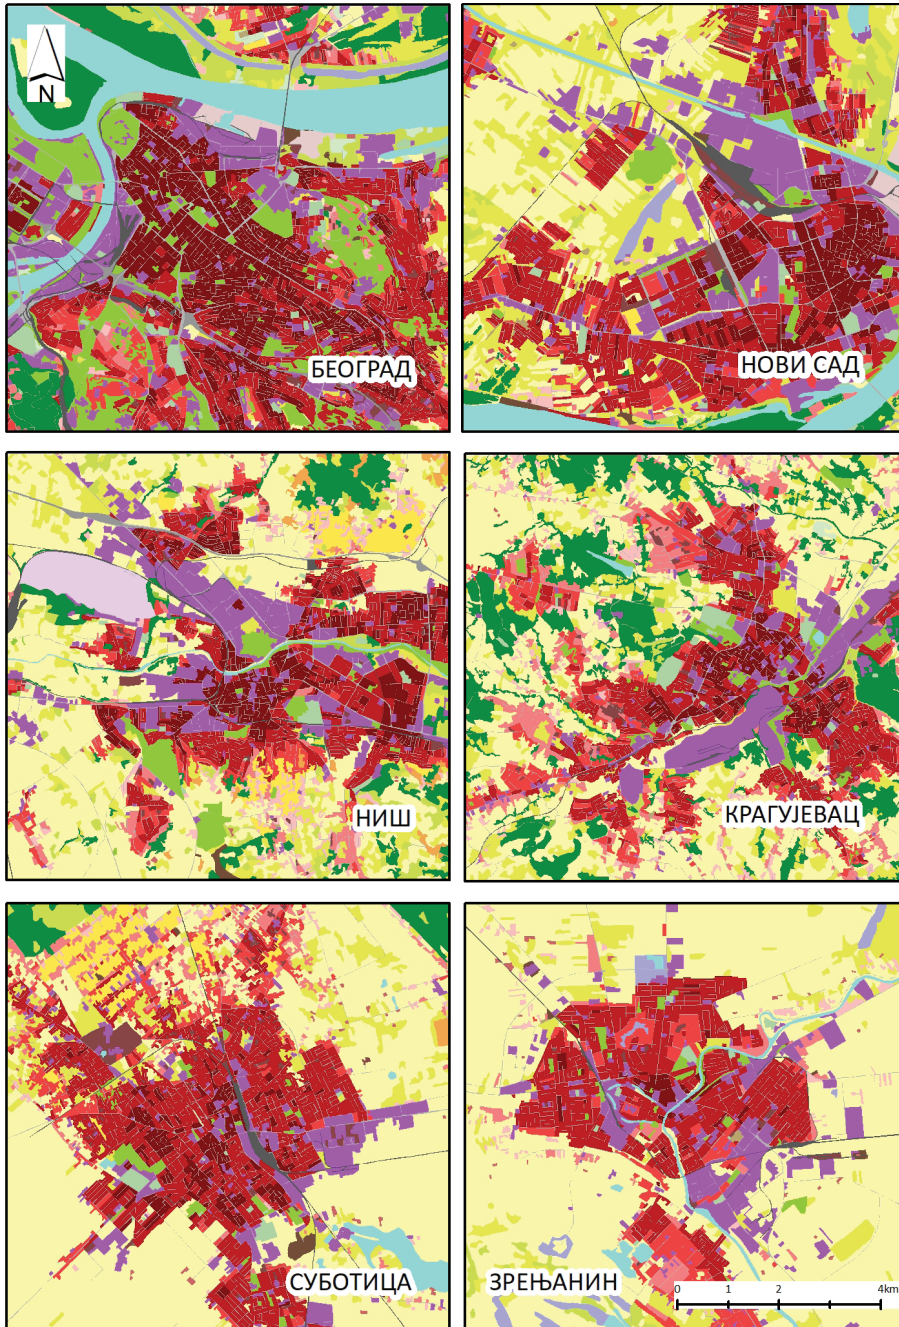 N
БЕОГРАД
НОВИ САД
НИШ
КРАГУЈЕВАЦ
СУБОТИЦА
ЗРЕЊАНИН
0 1 2 4km